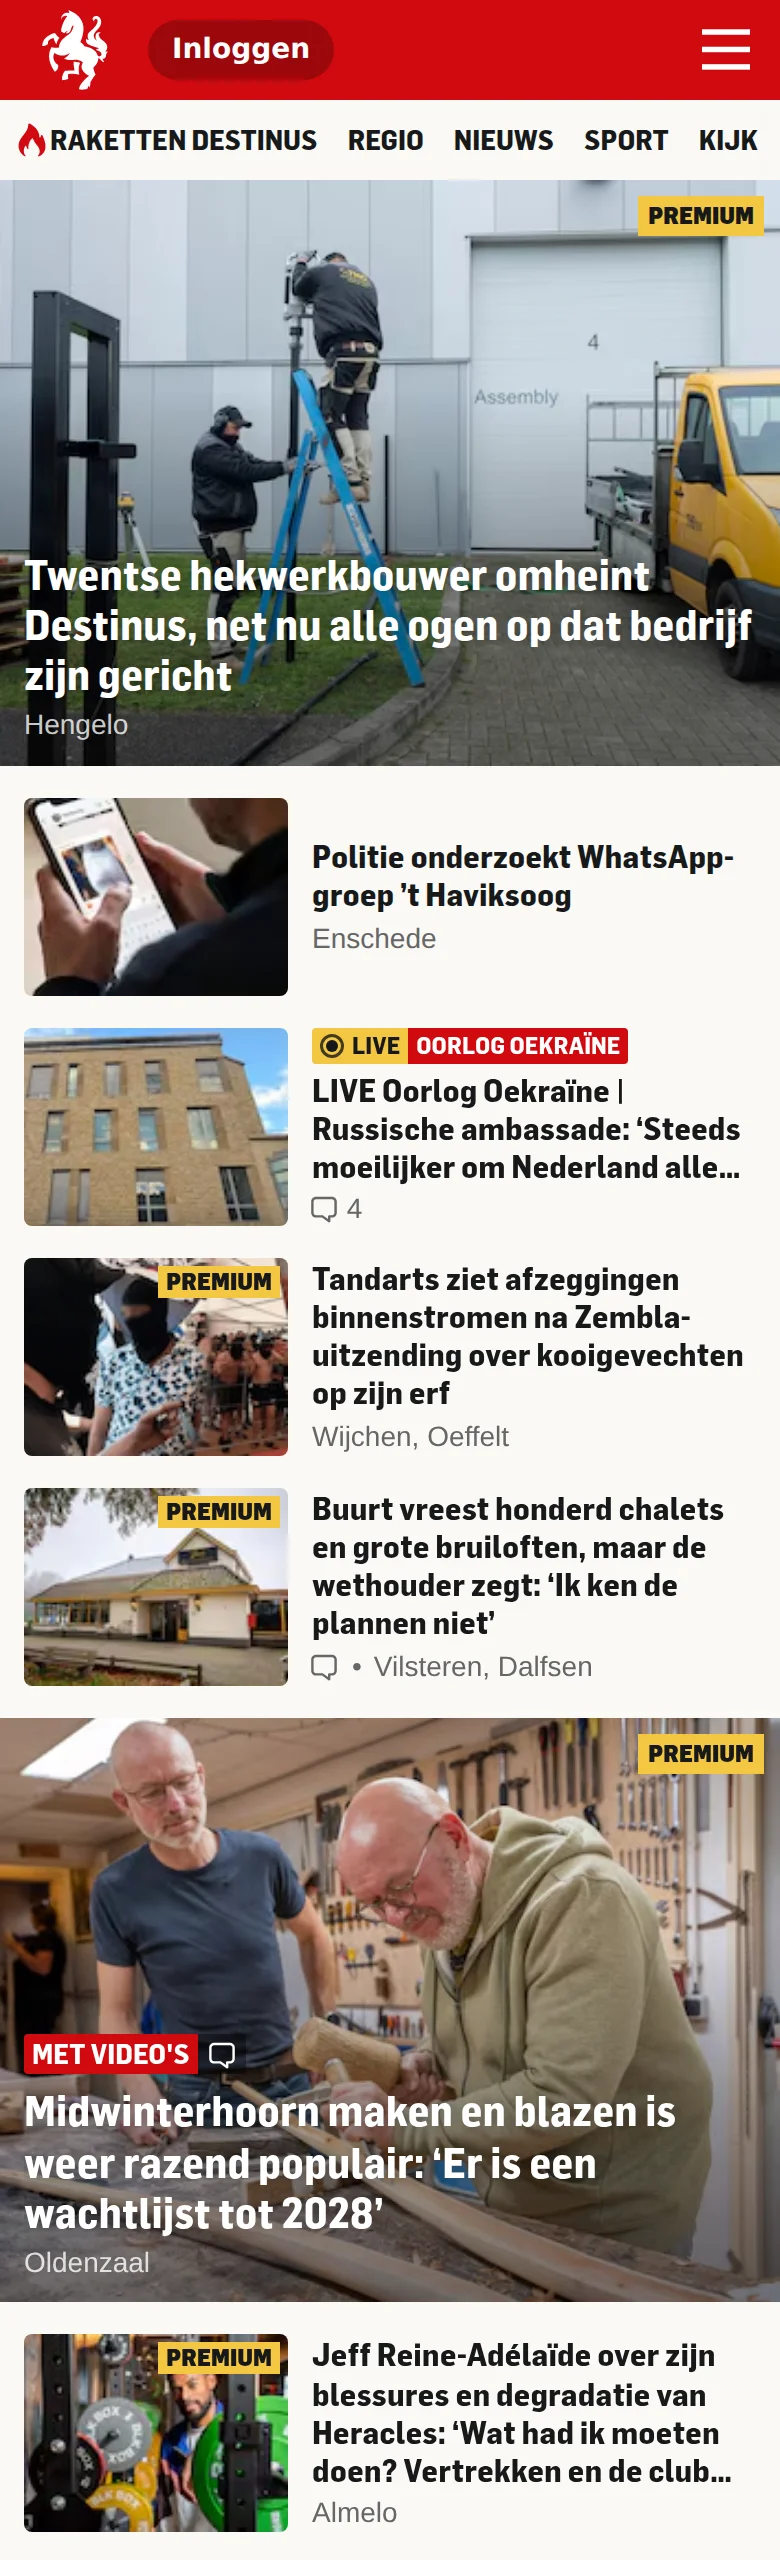 Inloggen
RAKETTEN DESTINUS REGIO NIEUWS SPORT KIJK
PREMIUM
4
Assembly
Twentse hekwerkbouwer omheint
Destinus, net nu alle ogen op dat bedrijf
zijn gericht
Hengelo
Politie onderzoekt WhatsApp-
groep ’t Haviksoog
Enschede
LIVE OORLOG OEKRAÏNE
LIVE Oorlog Oekraïne |
Russische ambassade: ‘Steeds
moeilijker om Nederland alle...
4
PREMIUM
Tandarts ziet afzeggingen
binnenstromen na Zembla-
uitzending over kooigevechten
op zijn erf
Wijchen, Oeffelt
PREMIUM
Buurt vreest honderd chalets
en grote bruiloften, maar de
wethouder zegt: ‘Ik ken de
plannen niet’
• Vilsteren, Dalfsen
PREMIUM
MET VIDEO'S
Midwinterhoorn maken en blazen is
weer razend populair: ‘Er is een
wachtlijst tot 2028’
Oldenzaal
PREMIUM
Jeff Reine-Adélaïde over zijn
blessures en degradatie van
Heracles: ‘Wat had ik moeten
doen? Vertrekken en de club...
Almelo